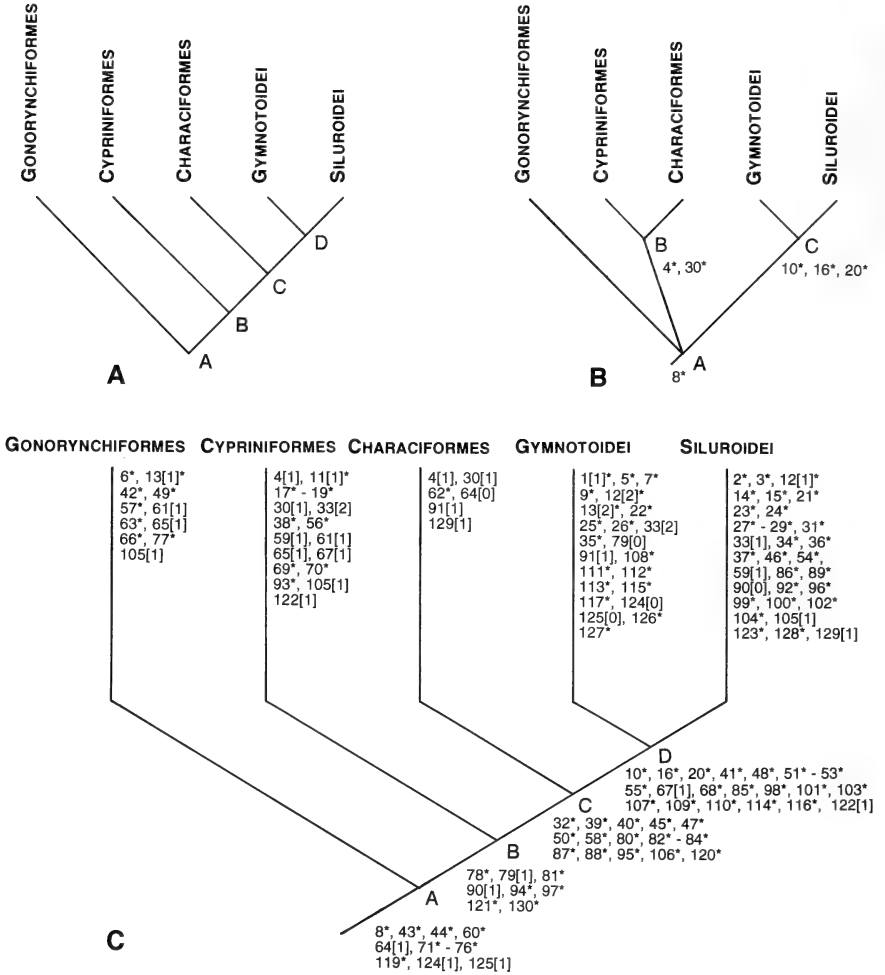 GONORYNCHIFORMES
CYPRINIFORMES
CHARACIFORMES
GYMNOTOIDEI
SILUROIDEI
D
C
B
A
A
GONORYNCHIFORMES
CYPRINIFORMES
CHARACIFORMES
GYMNOTOIDEI
SILUROIDEI
B
4*, 30*
C
10*, 16*, 20*
A
8*
B
GONORYNCHIFORMES
6*, 13[1]*
42*, 49*
57*, 61[1]
63*, 65[1]
66*, 77*
105[1]
CYPRINIFORMES
4[1], 11[1]*
17* - 19*
30[1], 33[2]
38*, 56*
59[1], 61[1]
65[1], 67[1]
69*, 70*
93*, 105[1]
122[1]
CHARACIFORMES
4[1], 30[1]
62*, 64[0]
91[1]
129[1]
GYMNOTOIDEI
1[1]*, 5*, 7*
9*, 12[2]*
13[2]*, 22*
25*, 26*, 33[2]
35*, 79[0]
91[1], 108*
111*, 112*
113*, 115*
117*, 124[0]
125[0], 126*
127*
SILUROIDEI
2*, 3*, 12[1]*
14*, 15*, 21*
23*, 24*
27* - 29*, 31*
33[1], 34*, 36*
37*, 46*, 54*,
59[1], 86*, 89*
90[0], 92*, 96*
99*, 100*, 102*
104*, 105[1]
123*, 128*, 129[1]
D
10*, 16*, 20*, 41*, 48*, 51* - 53*
55*, 67[1], 68*, 85*, 98*, 101*, 103*
107*, 109*, 110*, 114*, 116*, 122[1]
C
32*, 39*, 40*, 45*, 47*
50*, 58*, 80*, 82* - 84*
87*, 88*, 95*, 106*, 120*
B
78*, 79[1], 81*
90[1], 94*, 97*
121*, 130*
A
8*, 43*, 44*, 60*
64[1], 71* - 76*
119*, 124[1], 125[1]
C